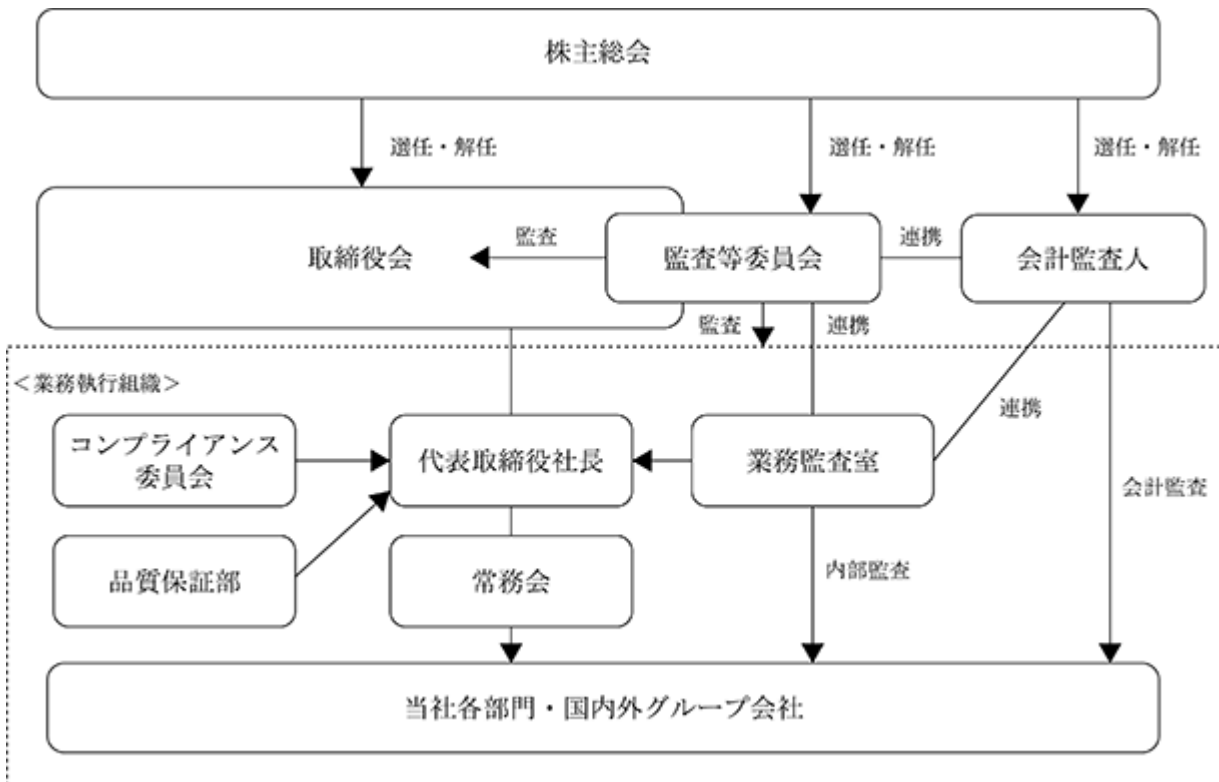 株主総会
選任・解任
選任・解任
選任・解任
取締役会
監査
監査等委員会
連携
会計監査人
監査
連携
＜業務執行組織＞
連携
コンプライアンス
委員会
代表取締役社長
業務監査室
会計監査
品質保証部
常務会
内部監査
当社各部門・国内外グループ会社